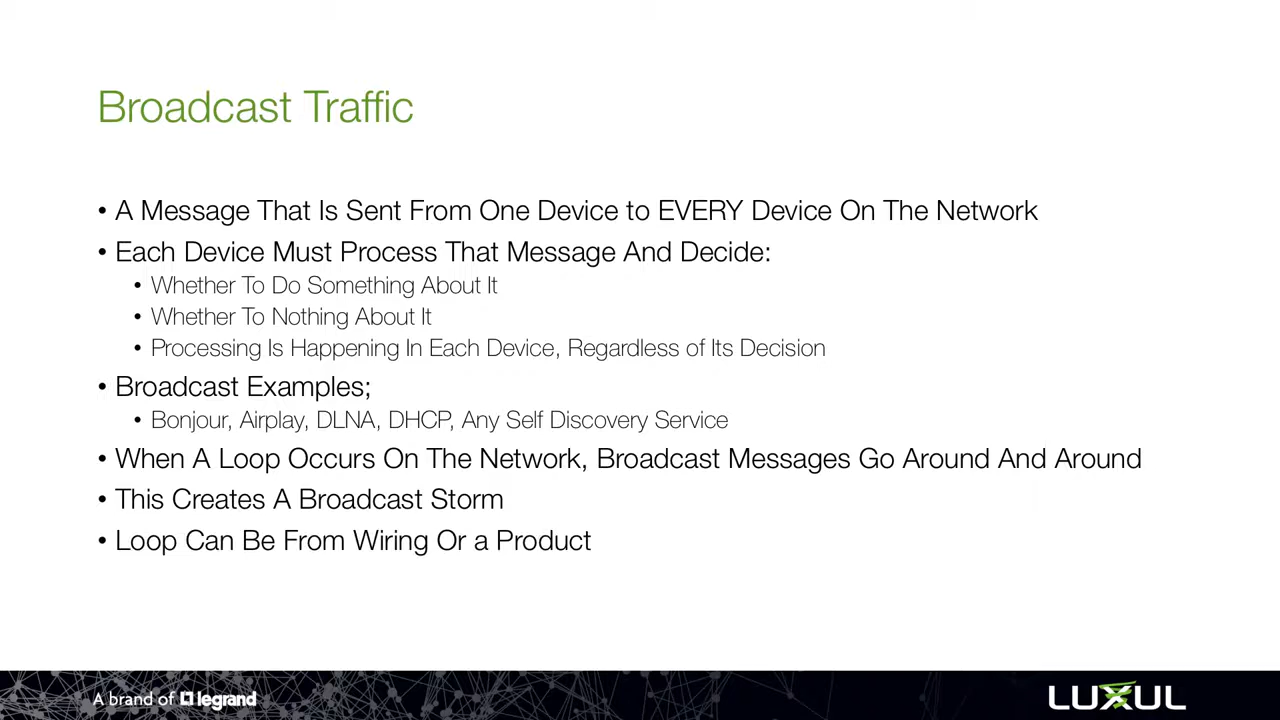 Broadcast Traffic
• A Message That Is Sent From One Device to EVERY Device On The Network
• Each Device Must Process That Message And Decide:
• Whether To Do Something About It
• Whether To Nothing About It
• Processing Is Happening In Each Device, Regardless of Its Decision
• Broadcast Examples;
• Bonjour, Airplay, DLNA, DHCP, Any Self Discovery Service
• When A Loop Occurs On The Network, Broadcast Messages Go Around And Around
• This Creates A Broadcast Storm
• Loop Can Be From Wiring Or a Product
A brand of legrand
LUXUL